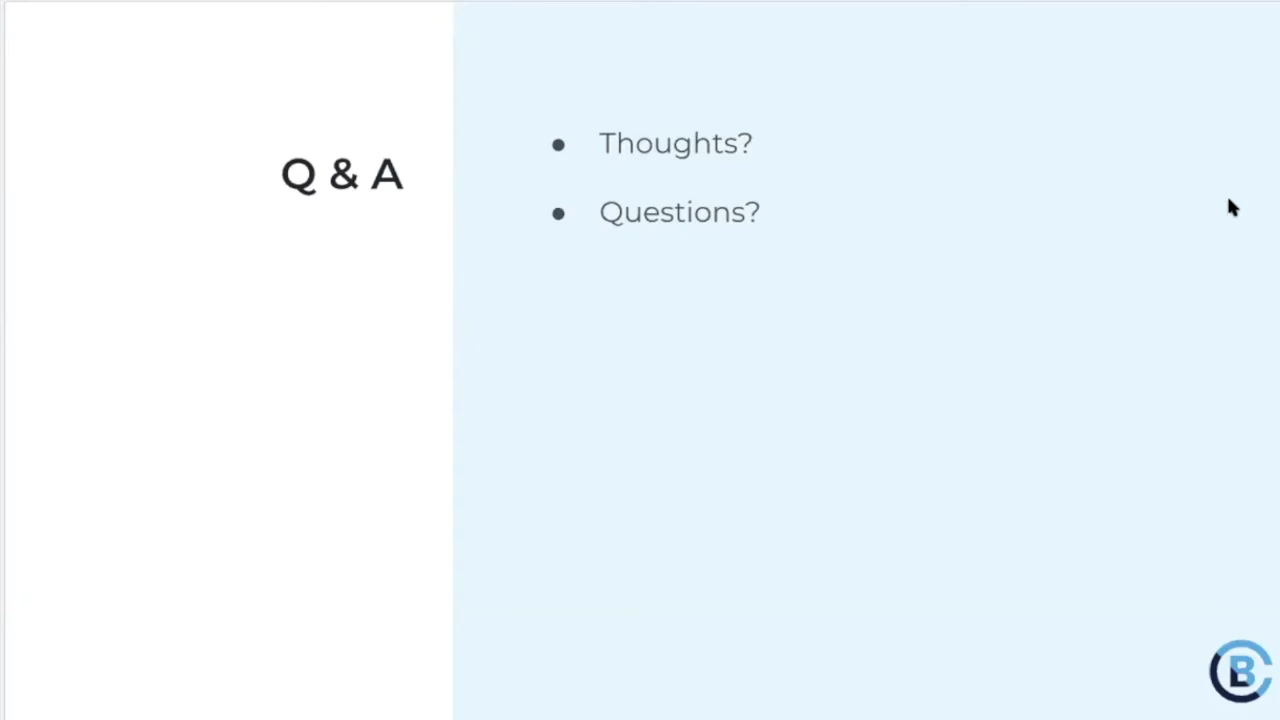 Q & A
● Thoughts?
● Questions?